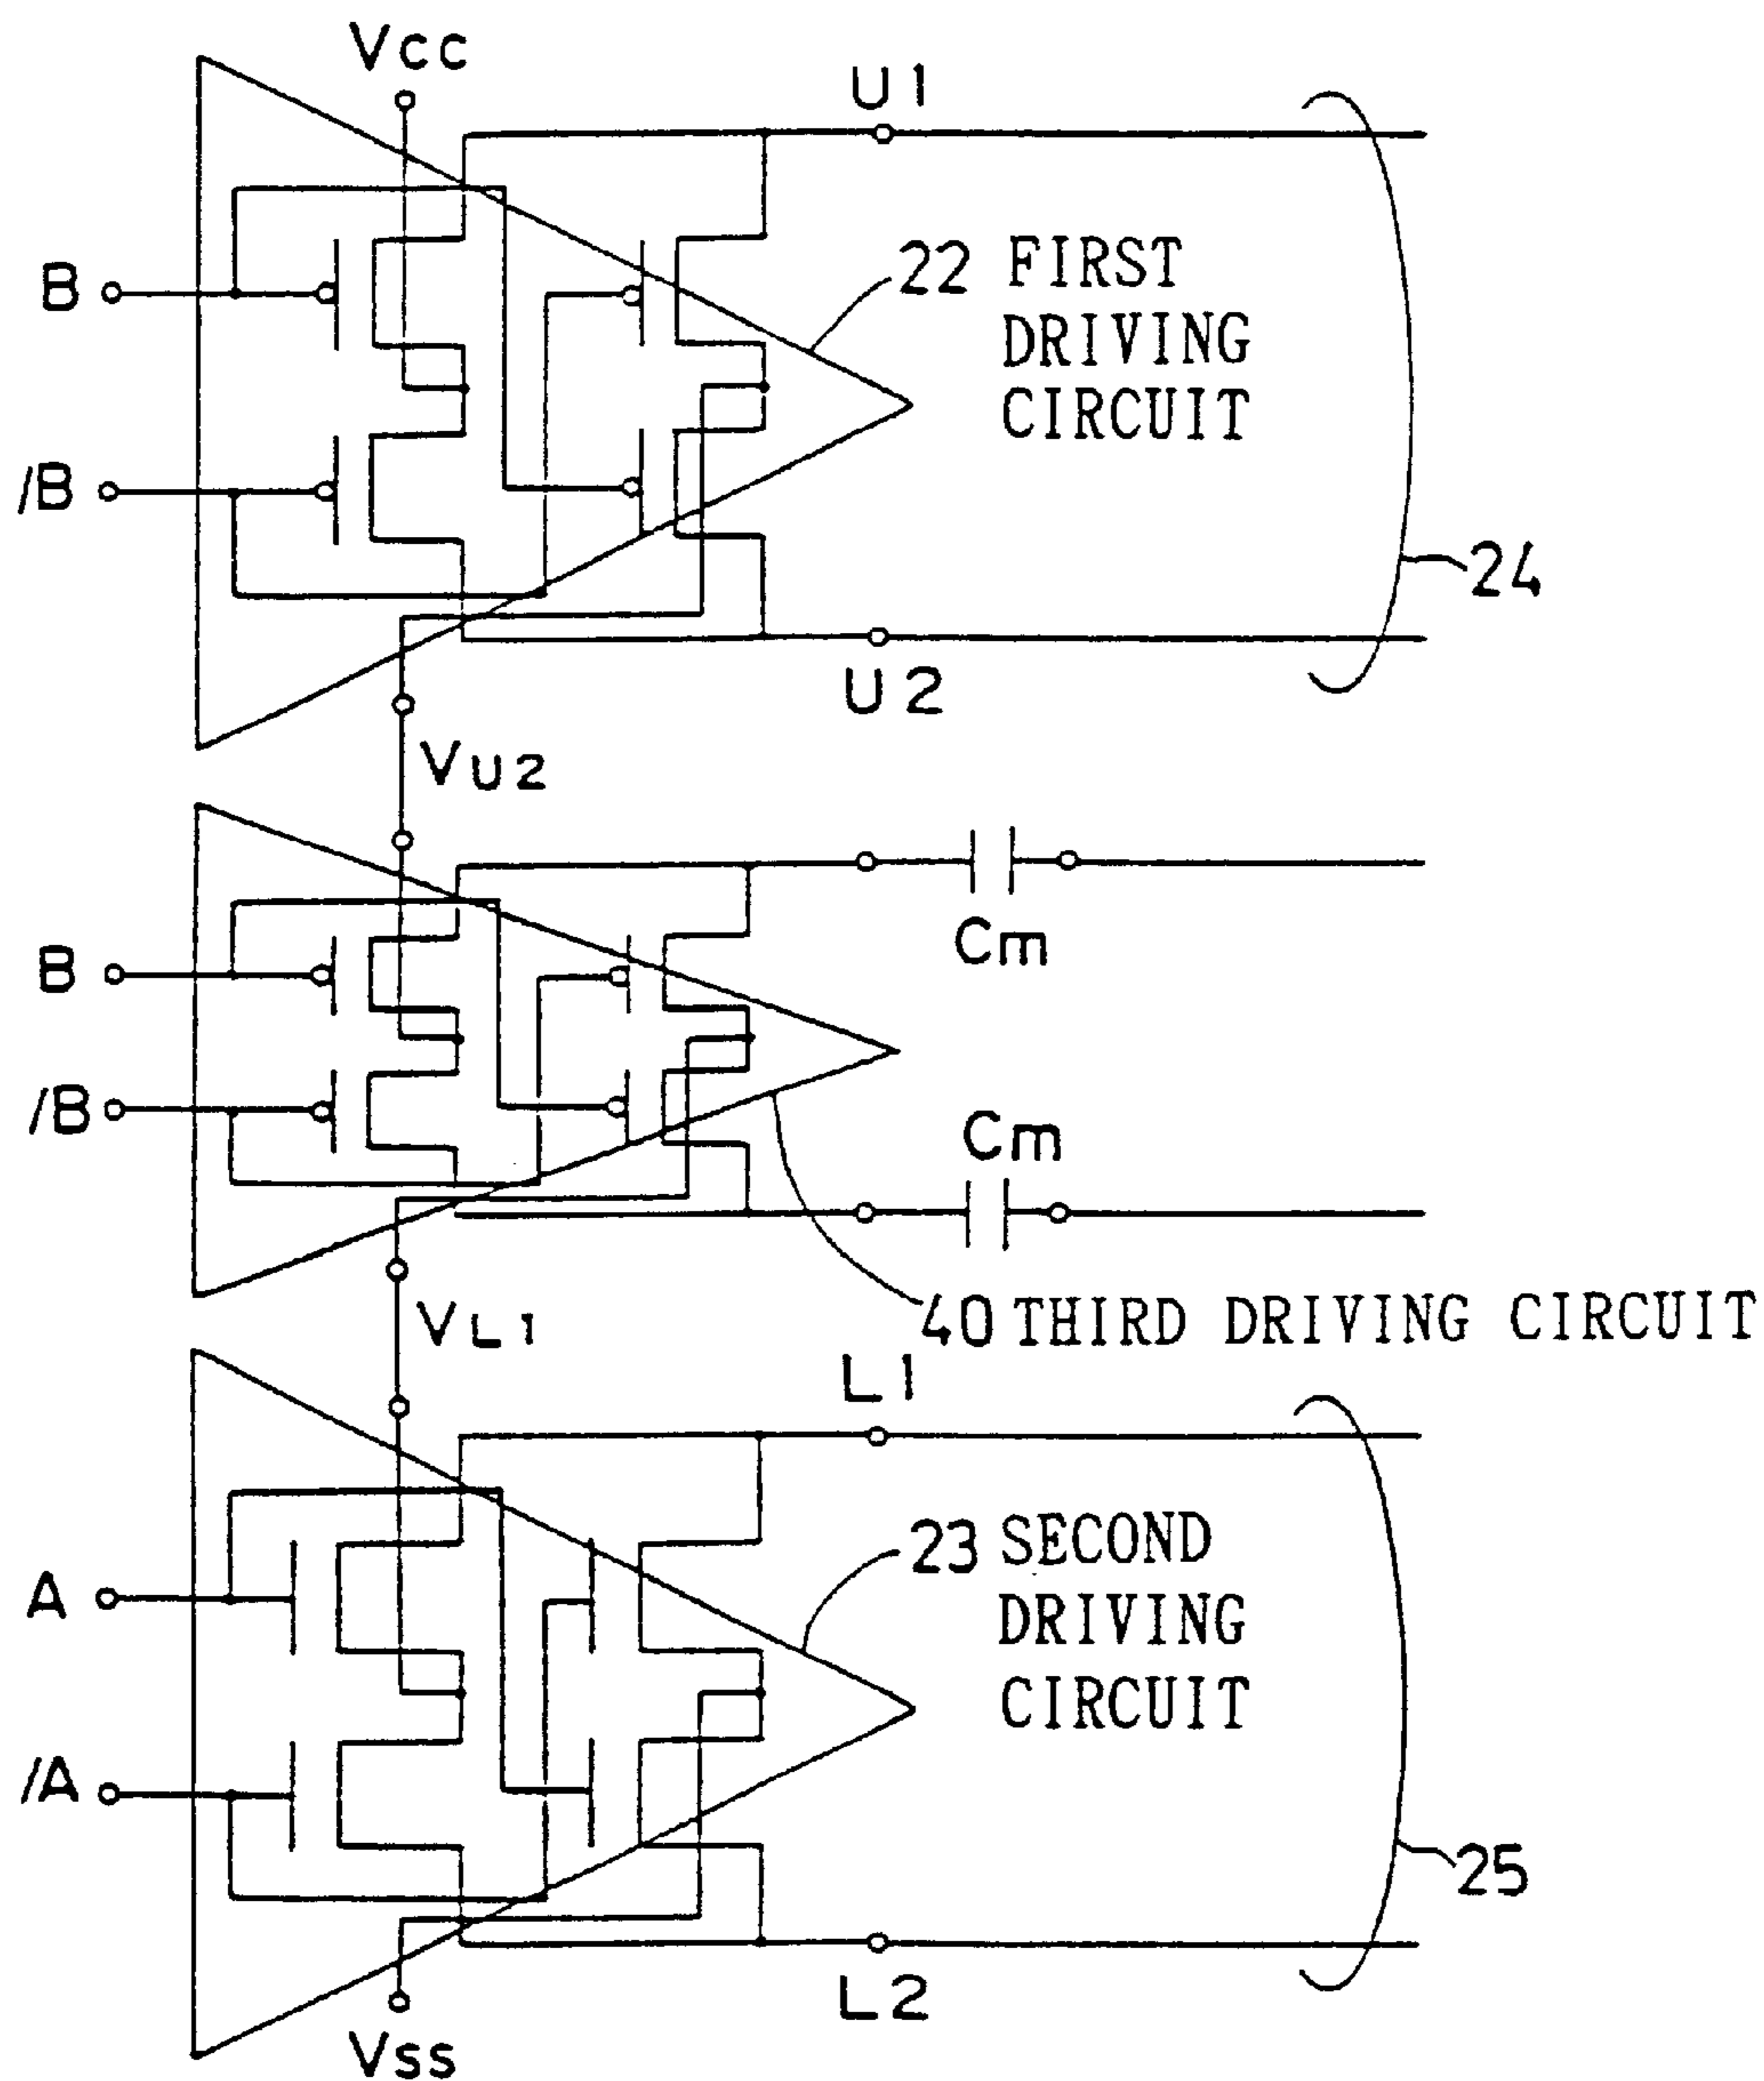 Vcc
U1
B
22 FIRST
DRIVING
CIRCUIT
/B
24
U2
VU2
B
Cm
/B
Cm
VL1
40 THIRD DRIVING CIRCUIT
L1
A
23 SECOND
DRIVING
CIRCUIT
/A
25
L2
Vss